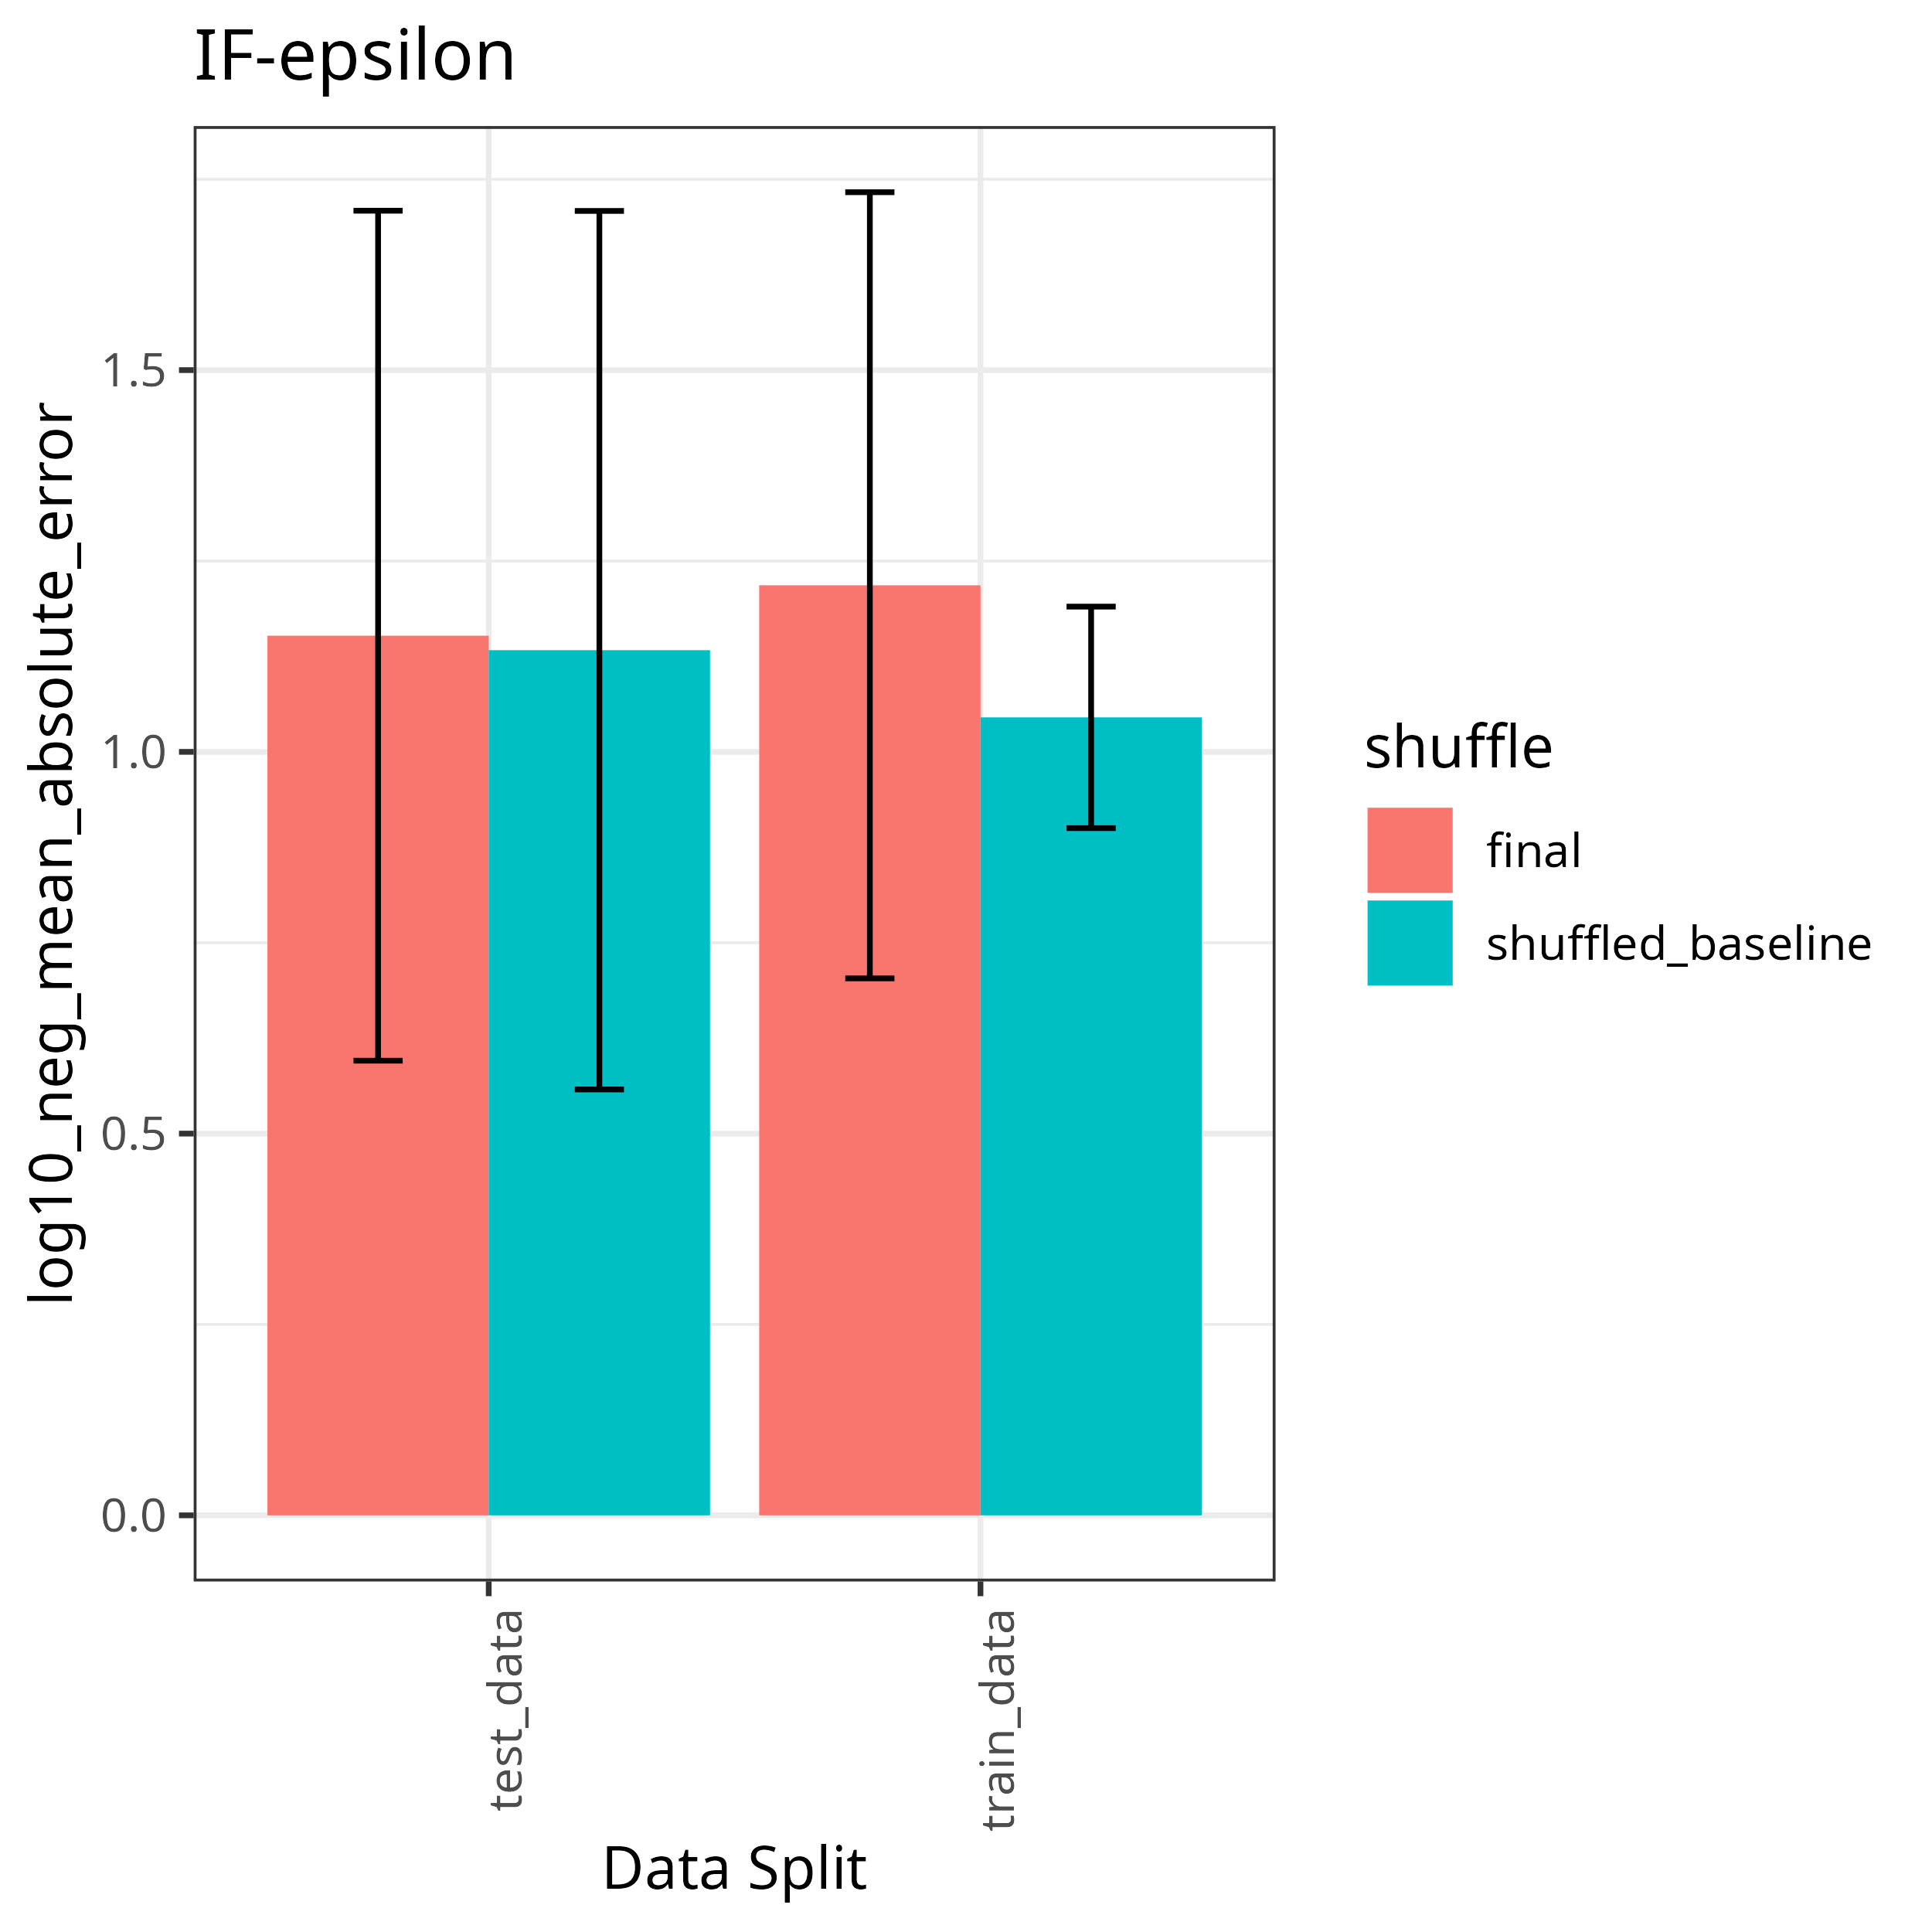 IF-epsilon
log10_neg_mean_absolute_error
1.5
1.0
0.5
0.0
test_data
train_data
Data Split
shuffle
final
shuffled_baseline